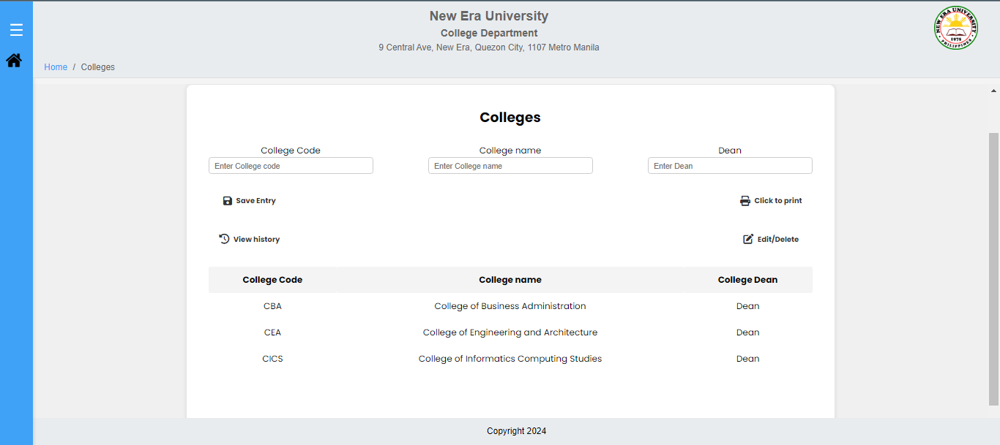 New Era University
College Department
9 Central Ave, New Era, Quezon City, 1107 Metro Manila
NEW ERA UNIVERSITY
1975
PHILIPPINES
Home / Colleges
Colleges
College Code College name Dean
Enter College code Enter College name Enter Dean
Save Entry Click to print
View history Edit/Delete
College Code College name College Dean
CBA College of Business Administration Dean
CEA College of Engineering and Architecture Dean
CICS College of Informatics Computing Studies Dean
Copyright 2024